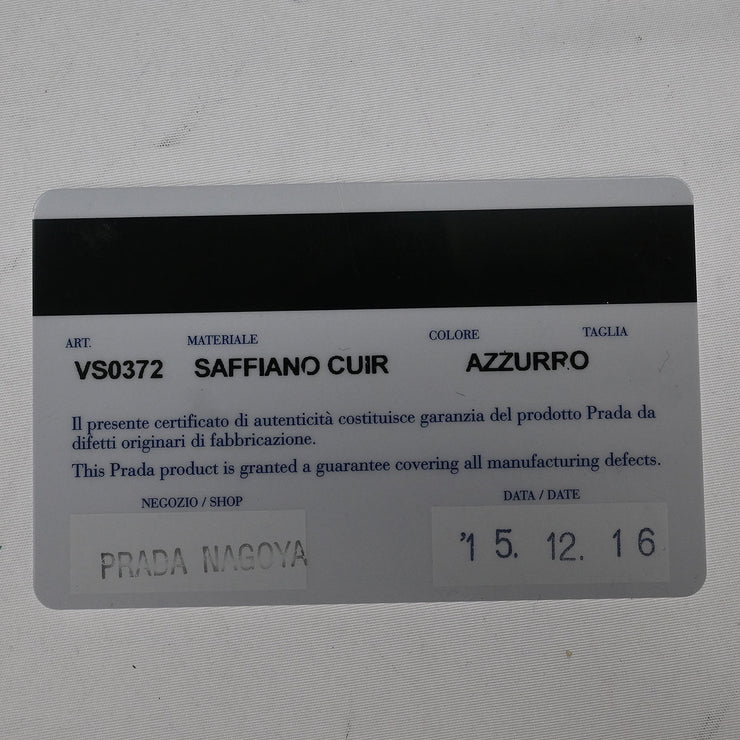 ART. MATERIALE COLORE TAGLIA
VS0372 SAFFIANO CUIR AZZURRO
Il presente certificato di autenticità costituisce garanzia del prodotto Prada da
difetti originari di fabbricazione.
This Prada product is granted a guarantee covering all manufacturing defects.
NEGOZIO / SHOP DATA / DATE
PRADA NAGOYA '15. 12. 16